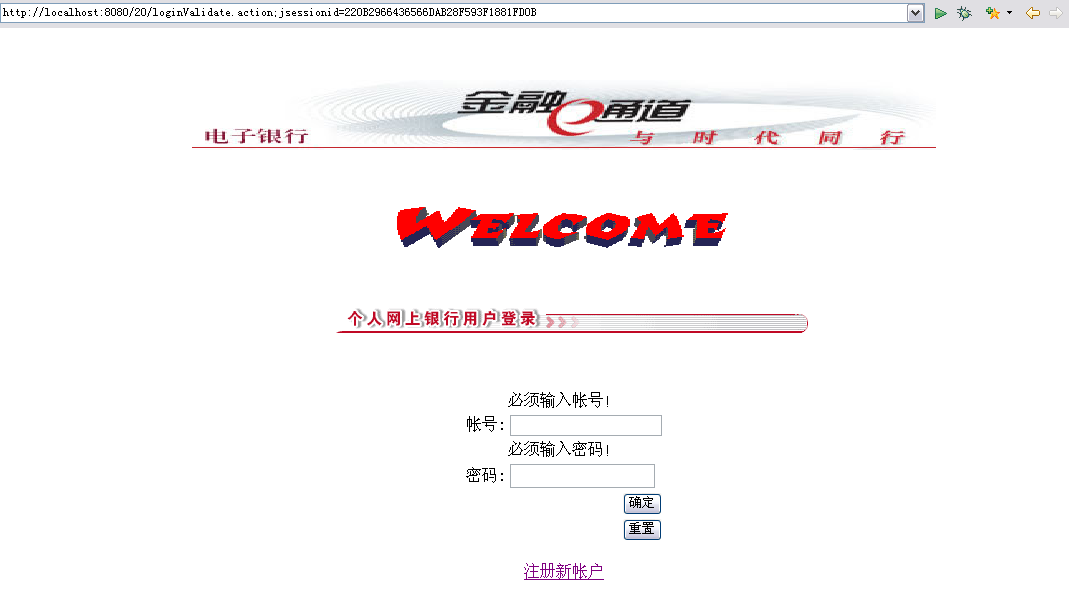 http://localhost:8080/20/loginValidate.action;jsessionid=220B2966436566DAB28F593F1881FD0B
金融e通道
电子银行 与时代同行
WELCOME
个人网上银行用户登录
必须输入帐号!
帐号:
必须输入密码!
密码:
确定
重置
注册新帐户